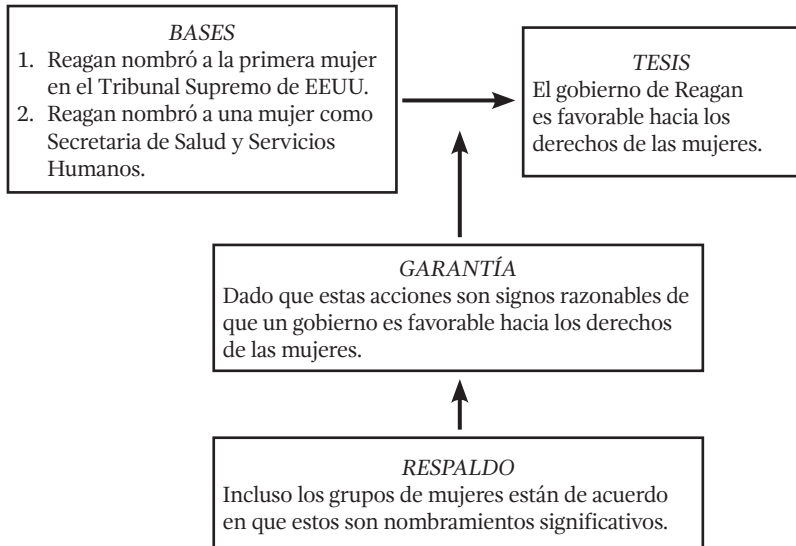 BASES
1. Reagan nombró a la primera mujer
en el Tribunal Supremo de EEUU.
2. Reagan nombró a una mujer como
Secretaria de Salud y Servicios
Humanos.
TESIS
El gobierno de Reagan
es favorable hacia los
derechos de las mujeres.
GARANTÍA
Dado que estas acciones son signos razonables de
que un gobierno es favorable hacia los derechos
de las mujeres.
RESPALDO
Incluso los grupos de mujeres están de acuerdo
en que estos son nombramientos significativos.